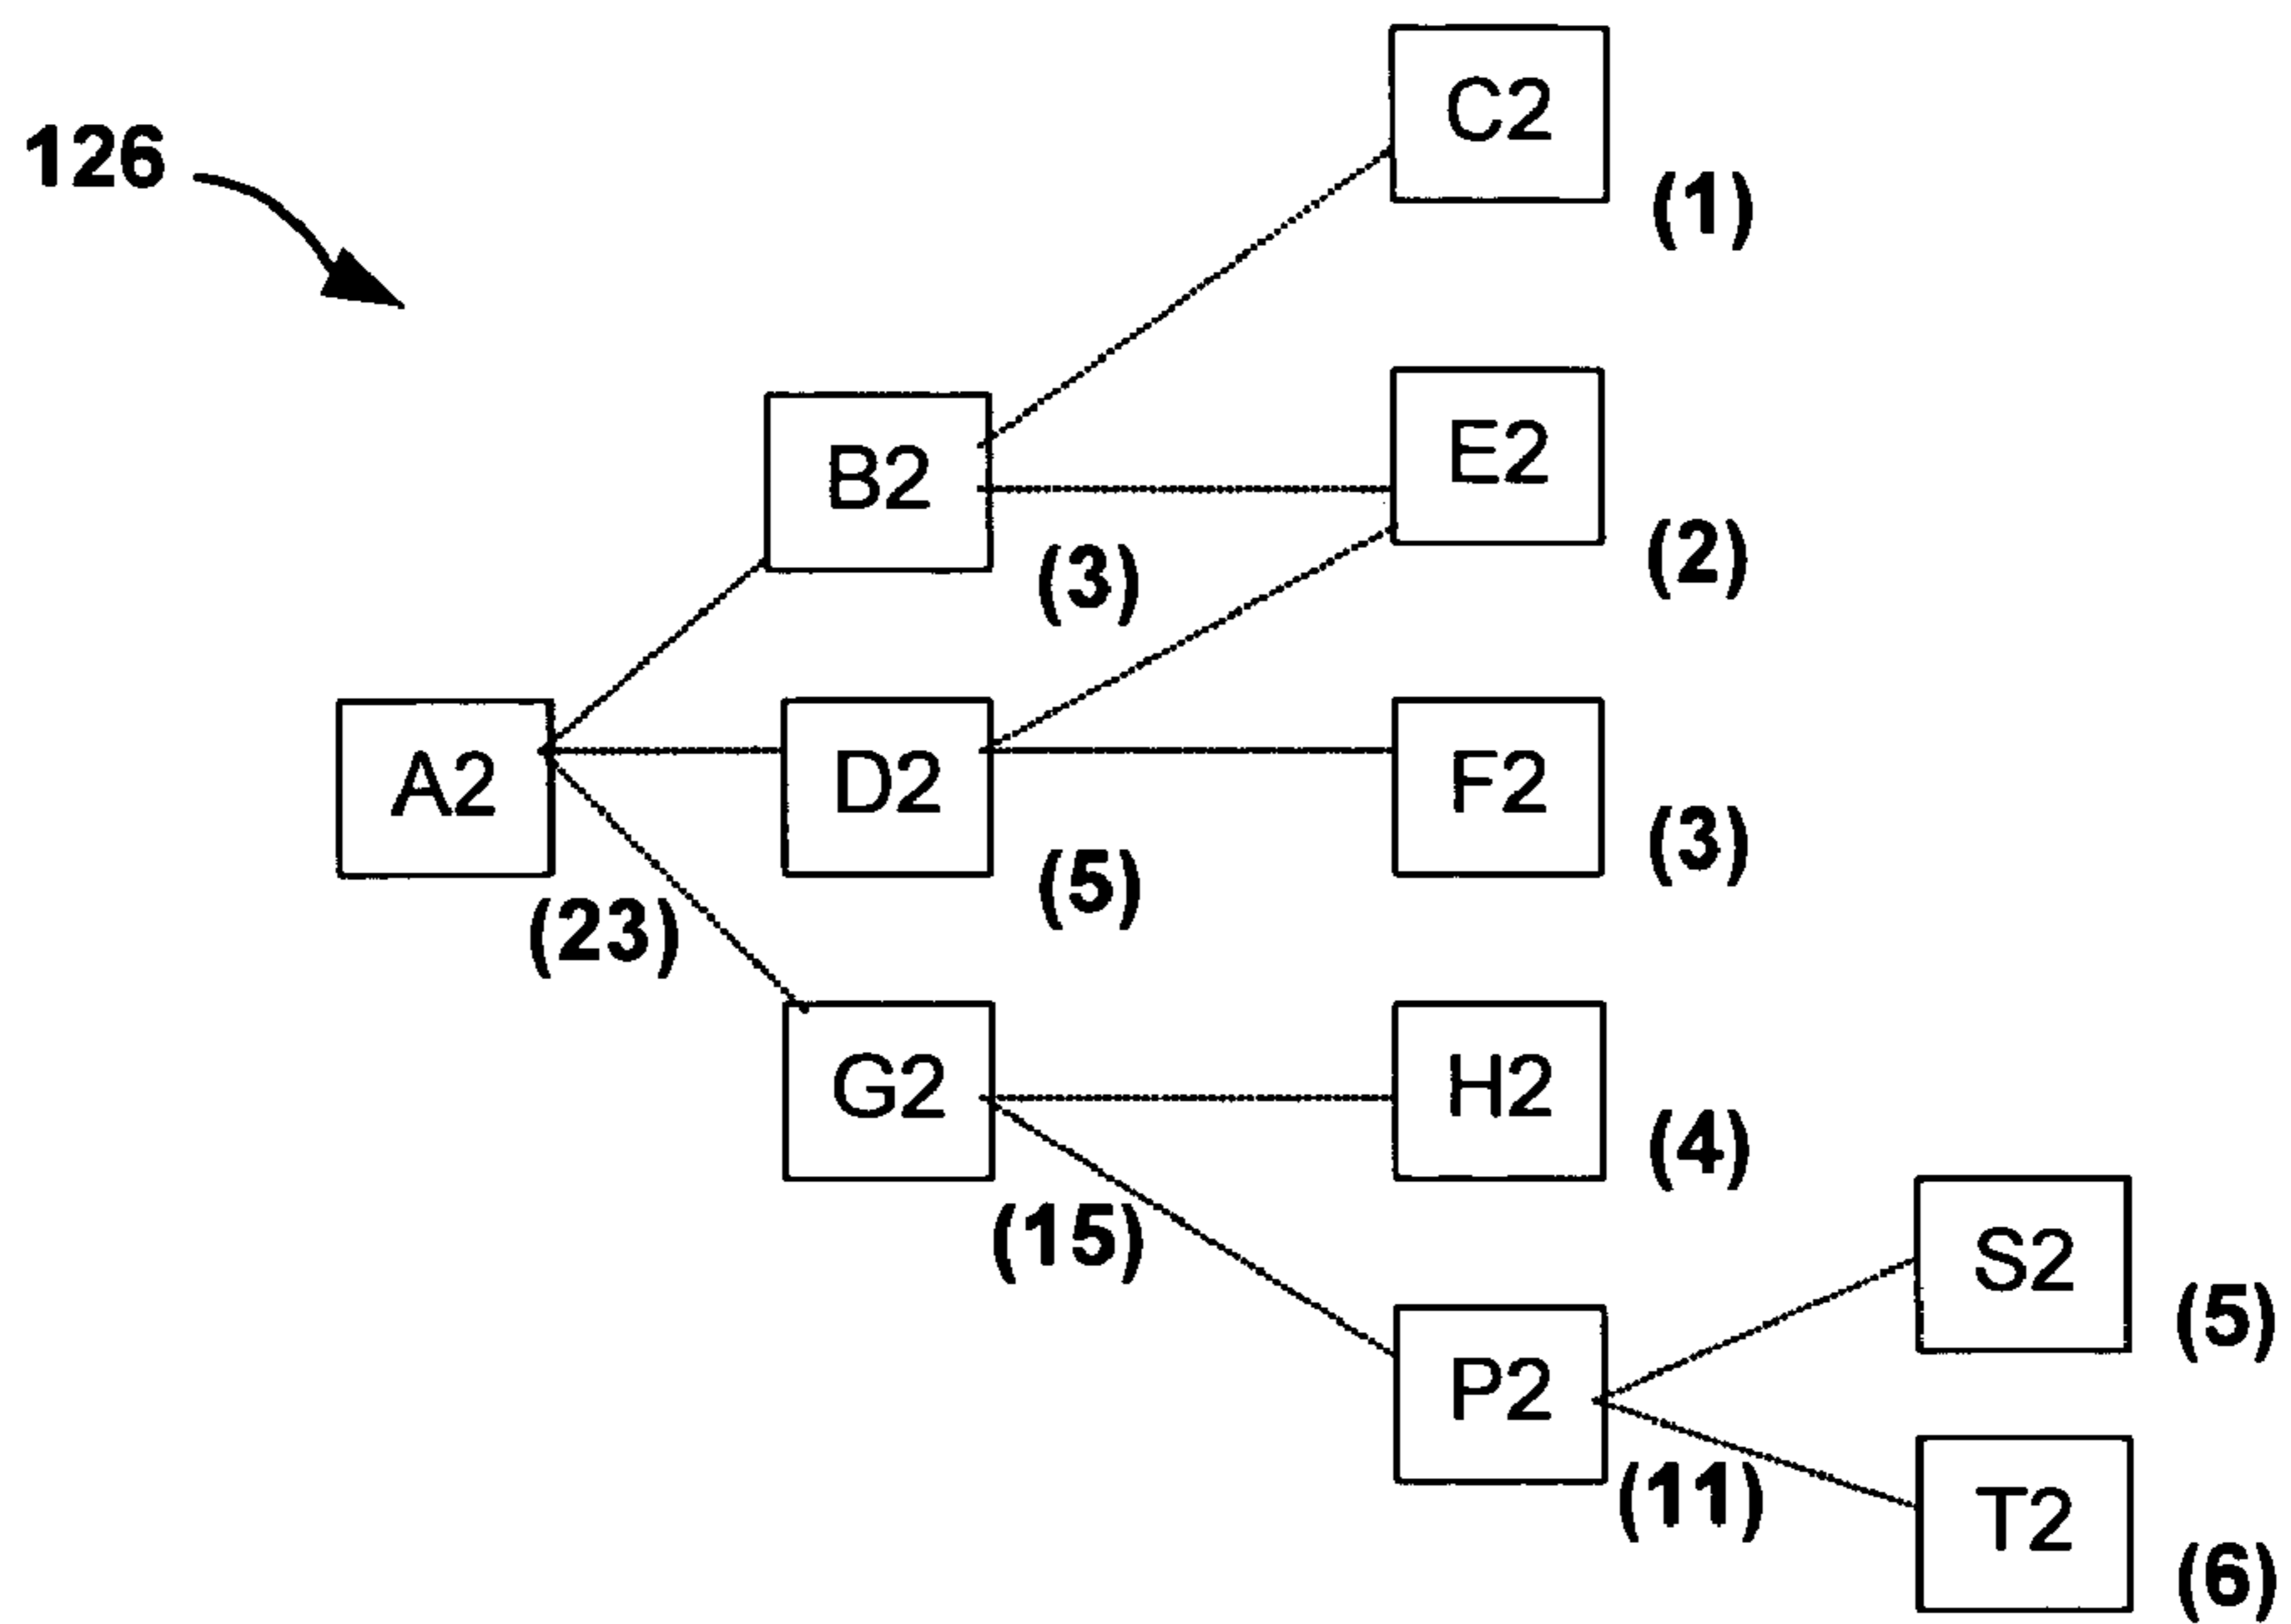 C2
126
(1)
B2
E2
(3)
(2)
A2
D2
F2
(23)
(5)
(3)
G2
H2
(15)
(4)
S2
(5)
P2
(11)
T2
(6)